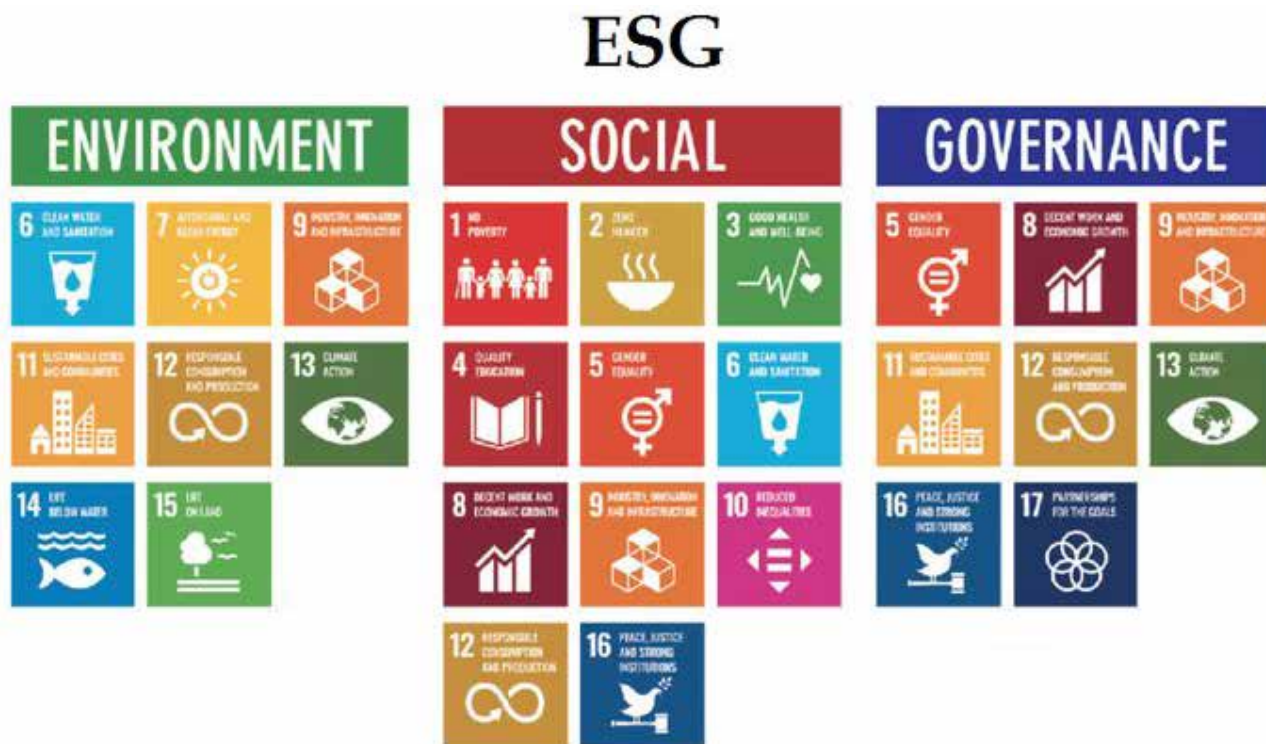 ESG
ENVIRONMENT
6 CLEAN WATER
AND SANITATION
7 AFFORDABLE AND
CLEAN ENERGY
9 INDUSTRY, INNOVATION
AND INFRASTRUCTURE
11 SUSTAINABLE CITIES
AND COMMUNITIES
12 RESPONSIBLE
CONSUMPTION
AND PRODUCTION
13 CLIMATE
ACTION
14 LIFE
BELOW WATER
15 LIFE
ON LAND
SOCIAL
1 NO
POVERTY
2 ZERO
HUNGER
3 GOOD HEALTH
AND WELL-BEING
4 QUALITY
EDUCATION
5 GENDER
EQUALITY
6 CLEAN WATER
AND SANITATION
8 DECENT WORK AND
ECONOMIC GROWTH
9 INDUSTRY, INNOVATION
AND INFRASTRUCTURE
10 REDUCED
INEQUALITIES
12 RESPONSIBLE
CONSUMPTION
AND PRODUCTION
16 PEACE, JUSTICE
AND STRONG
INSTITUTIONS
GOVERNANCE
5 GENDER
EQUALITY
8 DECENT WORK AND
ECONOMIC GROWTH
9 INDUSTRY, INNOVATION
AND INFRASTRUCTURE
11 SUSTAINABLE CITIES
AND COMMUNITIES
12 RESPONSIBLE
CONSUMPTION
AND PRODUCTION
13 CLIMATE
ACTION
16 PEACE, JUSTICE
AND STRONG
INSTITUTIONS
17 PARTNERSHIPS
FOR THE GOALS